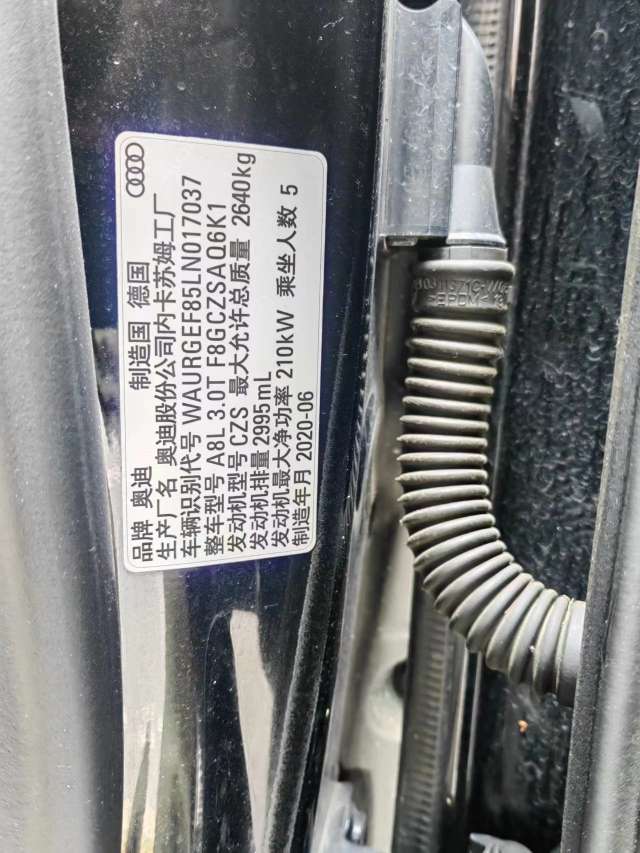 品牌 奥迪 制造国 德国
生产厂名 奥迪股份公司内卡苏姆工厂
车辆识别代号 WAURGEF85LN017037
整车型号 A8L 3.0T F8GCZSAQ6K1
发动机型号 CZS 最大允许总质量 2640kg
发动机排量 2995mL
发动机最大净功率 210kW 乘坐人数 5
制造年月 2020-06
>EPDM<